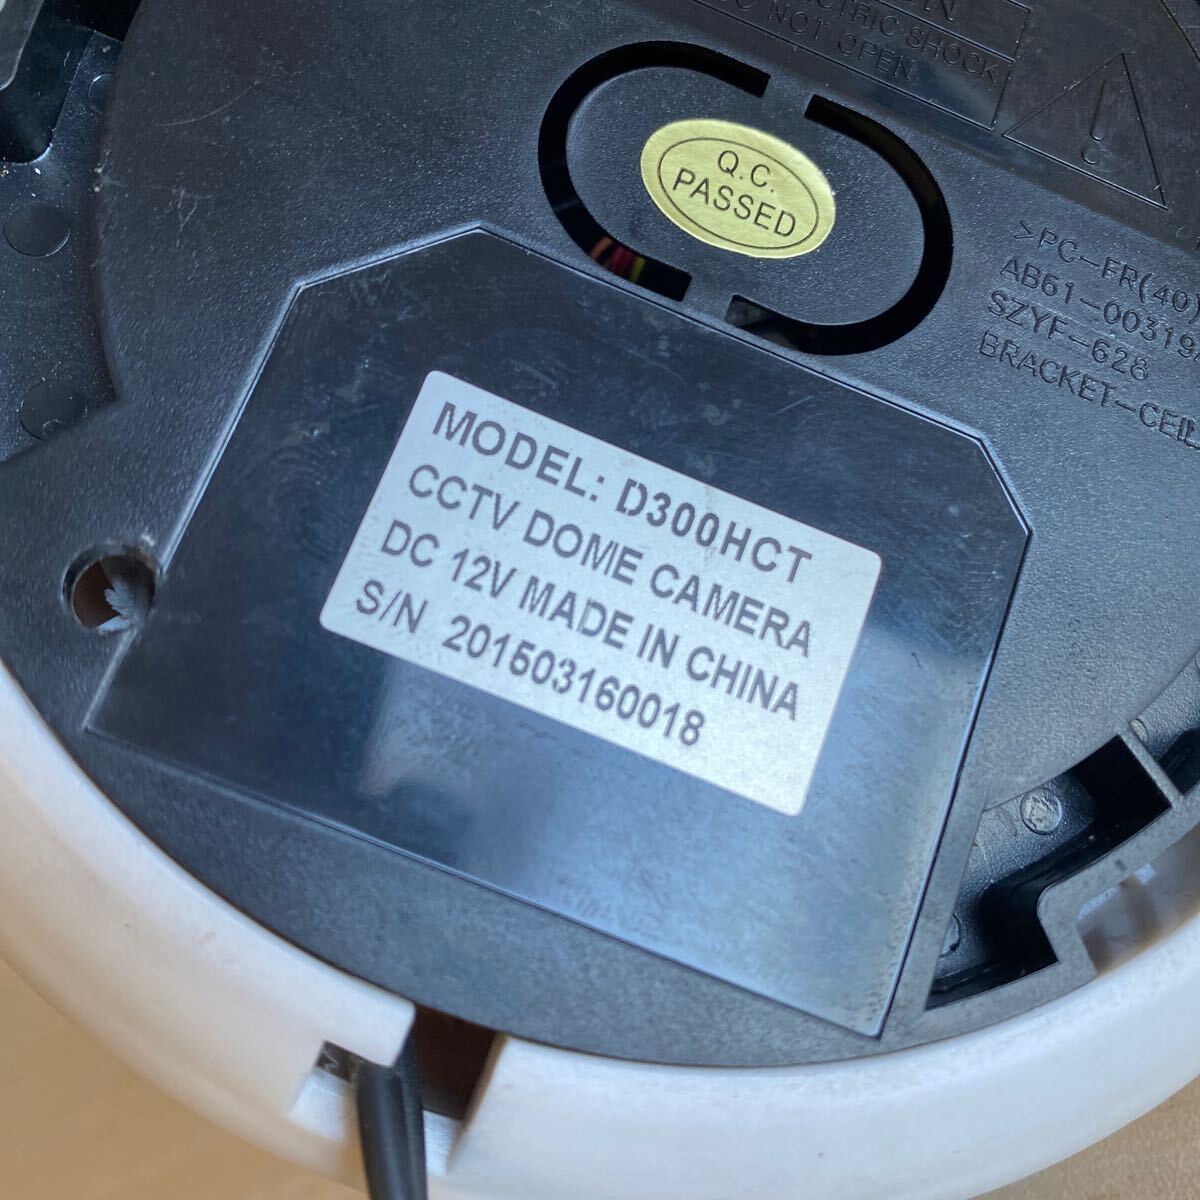 SHOCK
DO NOT OPEN
Q.C.
PASSED
>PC-FR(40)
AB61-00319
SZYF-628
BRACKET-CEIL
MODEL: D300HCT
CCTV DOME CAMERA
DC 12V MADE IN CHINA
S/N 201503160018